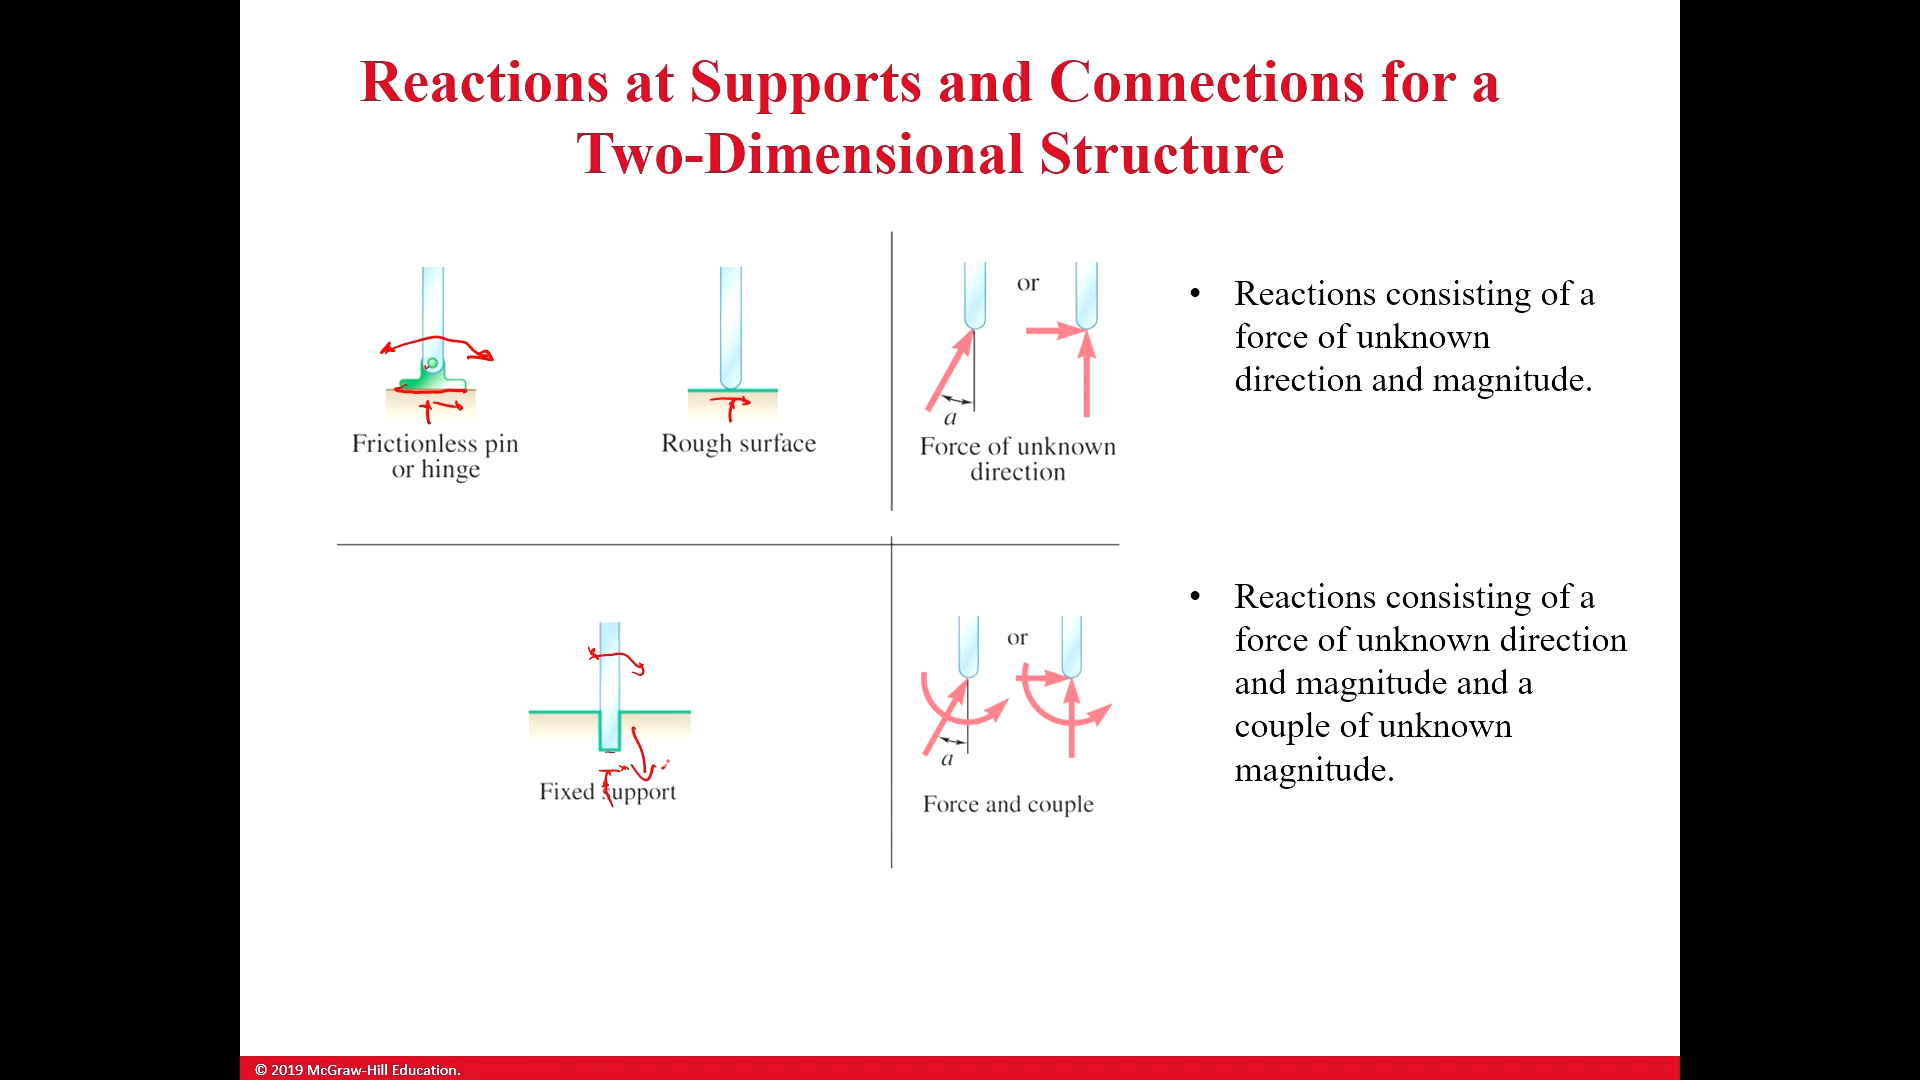 Reactions at Supports and Connections for a
Two-Dimensional Structure
Frictionless pin
or hinge
Rough surface
or
a
Force of unknown
direction
• Reactions consisting of a
force of unknown
direction and magnitude.
Fixed support
or
a
Force and couple
• Reactions consisting of a
force of unknown direction
and magnitude and a
couple of unknown
magnitude.
© 2019 McGraw-Hill Education.